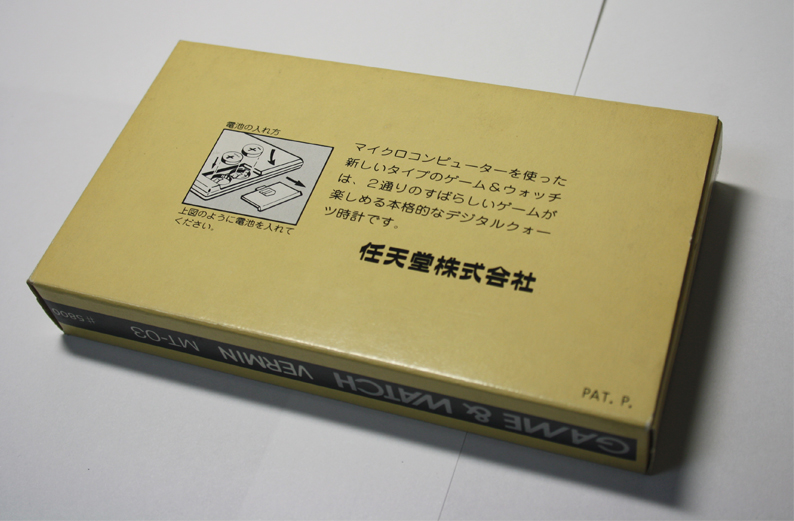 電池の入れ方
上図のように電池を入れて
ください。
マイクロコンピューターを使った
新しいタイプのゲーム&ウォッチ
は、2通りのすばらしいゲームが
楽しめる本格的なデジタルクォー
ツ時計です。
任天堂株式会社
PAT. P.
GAME & WATCH VERMIN MT-03